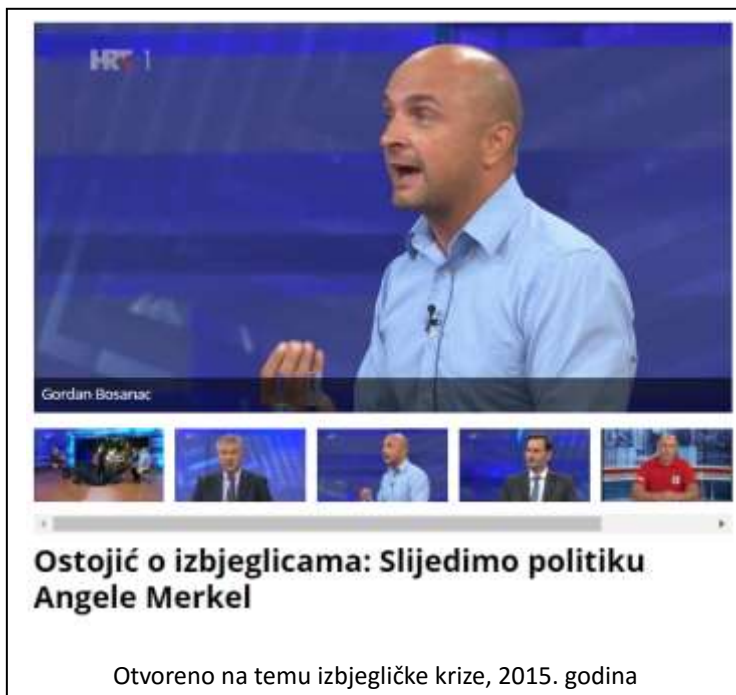 HRT 1
Gordan Bosanac
Ostojić o izbjeglicama: Slijedimo politiku
Angele Merkel
Otvoreno na temu izbjegličke krize, 2015. godina